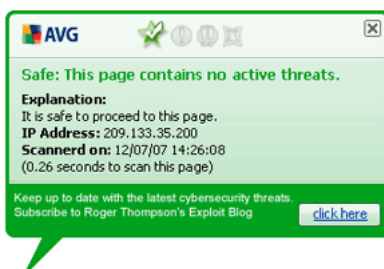 AVG
Safe: This page contains no active threats.
Explanation:
It is safe to proceed to this page.
IP Address: 209.133.35.200
Scannerd on: 12/07/07 14:26:08
(0.26 seconds to scan this page)
Keep up to date with the latest cybersecurity threats.
Subscribe to Roger Thompson's Exploit Blog
click here